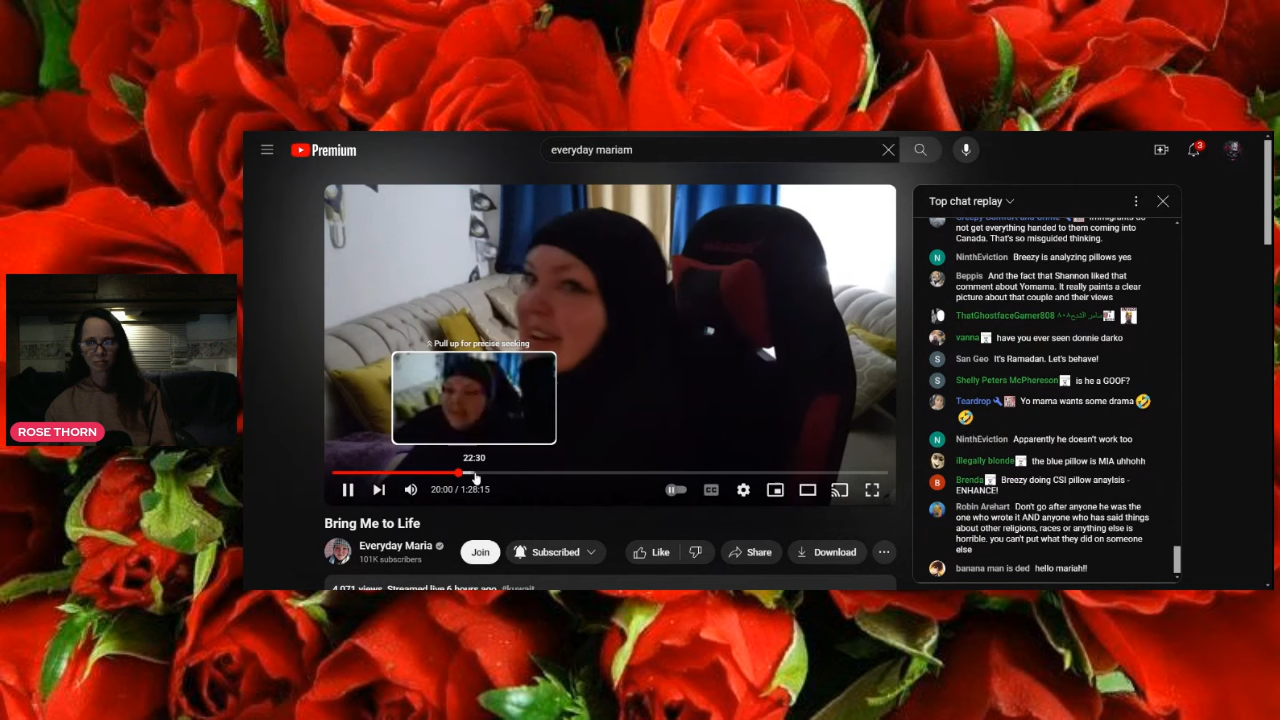 Premium
everyday mariam
3
Top chat replay
Immigrants do
not get everything handed to them coming into
Canada. That's so misguided thinking.
NinthEviction Breezy is analyzing pillows yes
Beppis And the fact that Shannon liked that
comment about Yomama. It really paints a clear
picture about that couple and their views
ThatGhostfaceGamer808
vanna have you ever seen donnie darko
S San Geo It's Ramadan. Let's behave!
S Shelly Peters McPhereson is he a GOOF?
Teardrop Yo mama wants some drama 🤣
🤣
NinthEviction Apparently he doesn't work too
illegally blonde the blue pillow is MIA uhhohh
B Brenda Breezy doing CSI pillow anaylsis -
ENHANCE!
Robin Arehart Don't go after anyone he was the
one who wrote it AND anyone who has said things
about other religions, races or anything else is
horrible. you can't put what they did on someone
else
banana man is ded hello mariah!!
ROSE THORN
Pull up for precise seeking
22:30
20:00 / 1:28:15
CC
Bring Me to Life
Everyday Maria
101K subscribers
Join
Subscribed
Like
Share
Download
4,071 views Streamed live 6 hours ago #kuwait